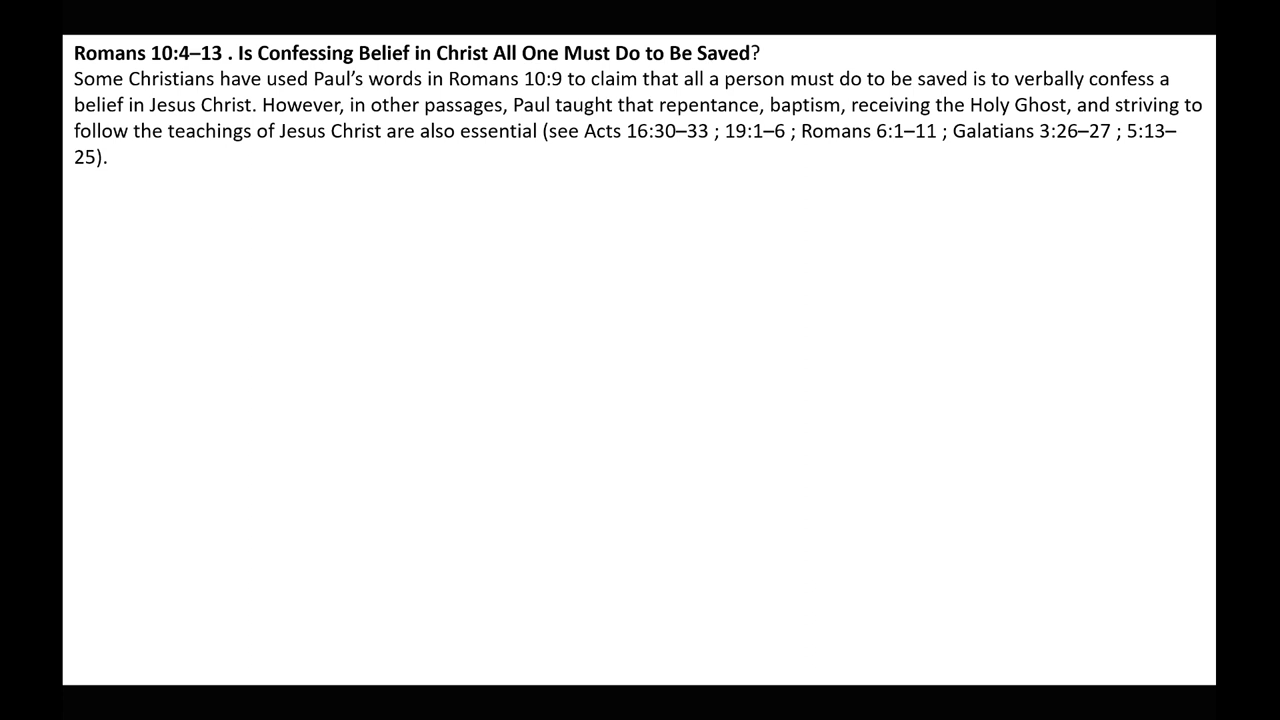 Romans 10:4–13 . Is Confessing Belief in Christ All One Must Do to Be Saved?
Some Christians have used Paul’s words in Romans 10:9 to claim that all a person must do to be saved is to verbally confess a
belief in Jesus Christ. However, in other passages, Paul taught that repentance, baptism, receiving the Holy Ghost, and striving to
follow the teachings of Jesus Christ are also essential (see Acts 16:30–33 ; 19:1–6 ; Romans 6:1–11 ; Galatians 3:26–27 ; 5:13–
25).